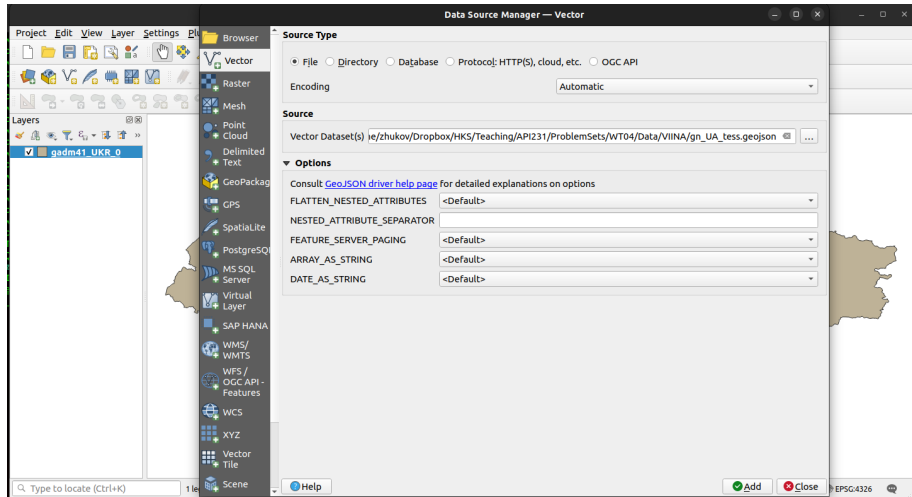 Data Source Manager — Vector
Project Edit View Layer Settings
Layers
gadm41_UKR_0
Browser
Vector
Raster
Mesh
Point
Cloud
Delimited
Text
GeoPackag
GPS
SpatiaLite
PostgreSQ
MS SQL
Server
Virtual
Layer
SAP HANA
WMS/
WMTS
WFS /
OGC API -
Features
WCS
XYZ
Vector
Tile
Scene
Source Type
File Directory Database Protocol: HTTP(S), cloud, etc. OGC API
Encoding Automatic
Source
Vector Dataset(s) e/zhukov/Dropbox/HKS/Teaching/API231/ProblemSets/WT04/Data/VIINA/gn_UA_tess.geojson ...
Options
Consult GeoJSON driver help page for detailed explanations on options
FLATTEN_NESTED_ATTRIBUTES <Default>
NESTED_ATTRIBUTE_SEPARATOR
FEATURE_SERVER_PAGING <Default>
ARRAY_AS_STRING <Default>
DATE_AS_STRING <Default>
Help Add Close
Type to locate (Ctrl+K) EPSG:4326